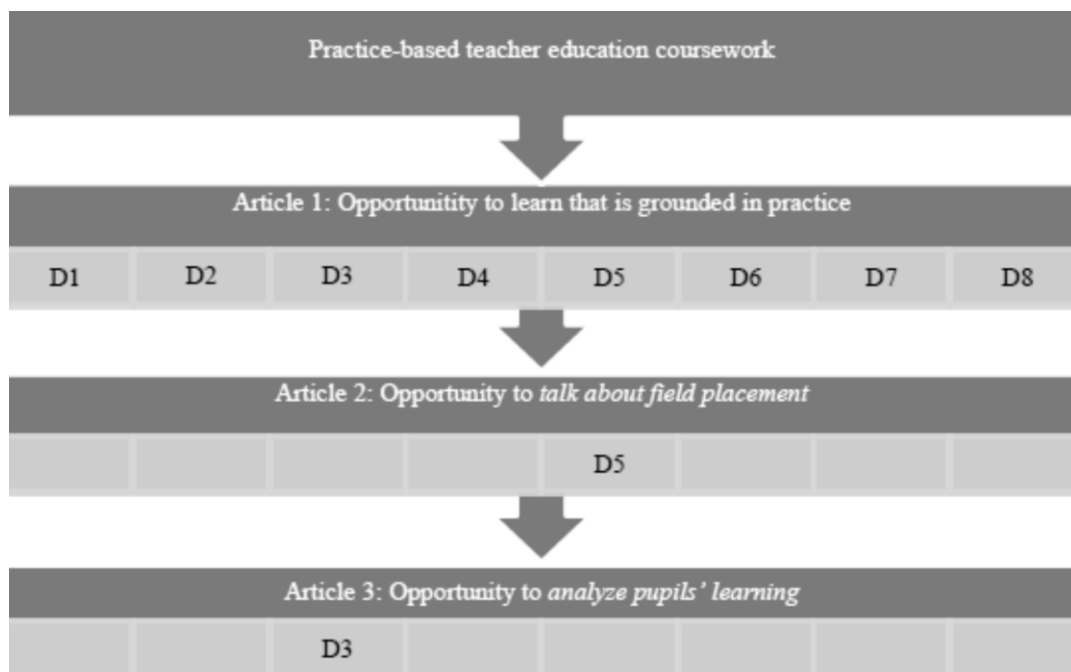 Practice-based teacher education coursework
Article 1: Opportunitity to learn that is grounded in practice
D1 D2 D3 D4 D5 D6 D7 D8
Article 2: Opportunity to talk about field placement
D5
Article 3: Opportunity to analyze pupils’ learning
D3